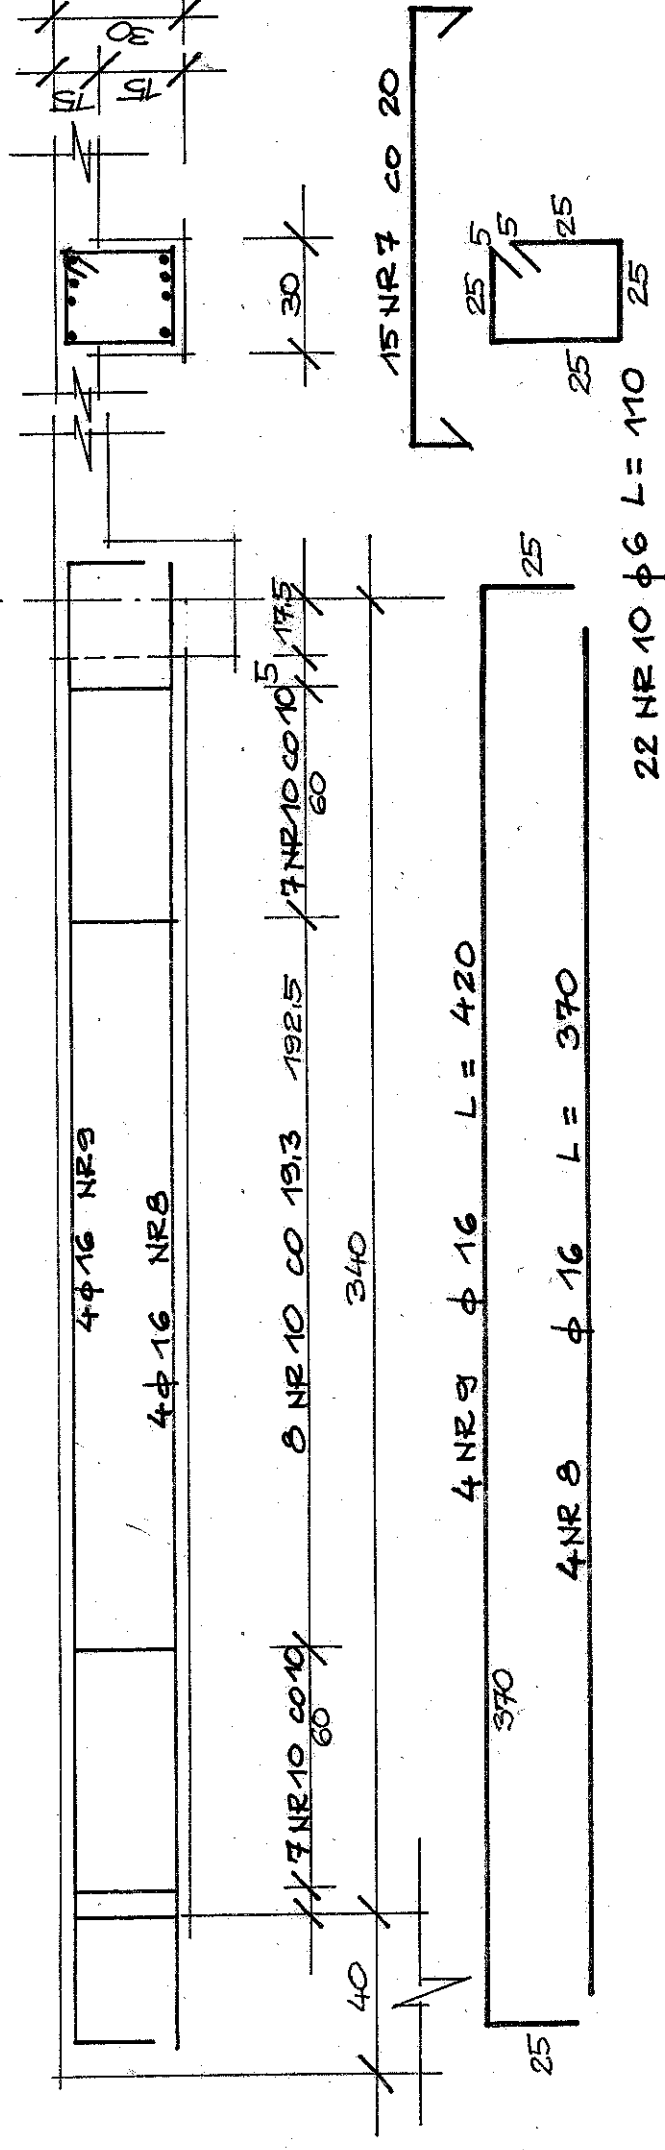 30
15 15
30
15 NR 7 CO 20
4 ϕ 16 NR 9
4 ϕ 16 NR 8
7 NR 10 CO 10
60
8 NR 10 CO 19,3 192.5
7 NR 10 CO 10
60
5
17.5
40
340
4 NR 9 ϕ 16 L = 420
370
25
25
4 NR 8 ϕ 16 L = 370
25
5
5
25
25
25
22 NR 10 ϕ 6 L = 110